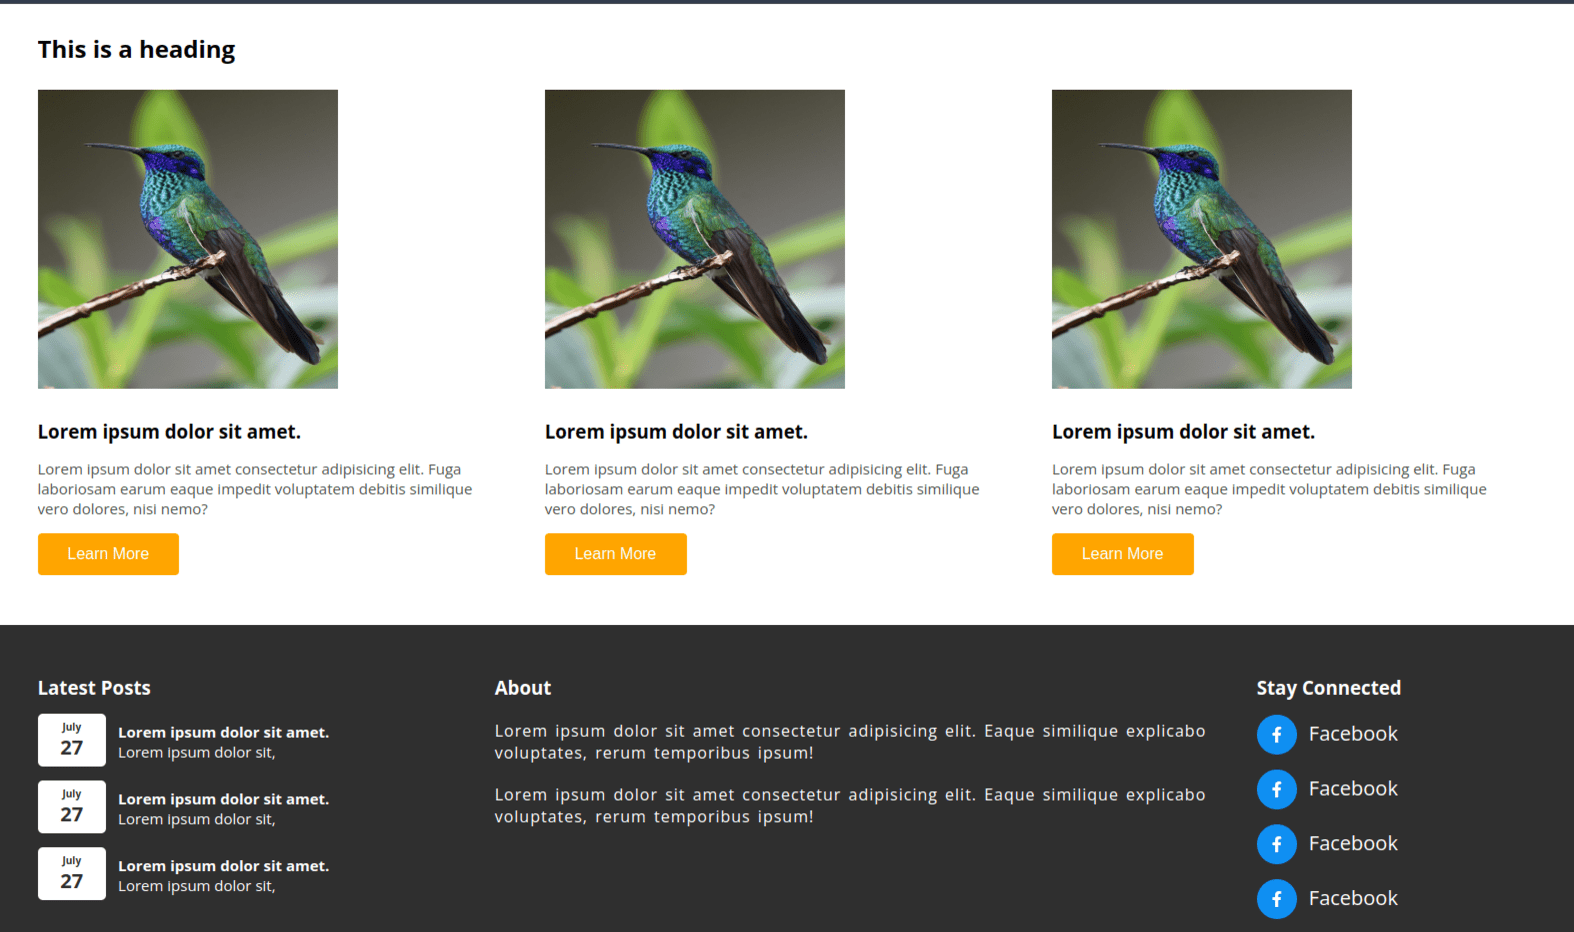 This is a heading
Lorem ipsum dolor sit amet.
Lorem ipsum dolor sit amet consectetur adipisicing elit. Fuga
laboriosam earum eaque impedit voluptatem debitis similique
vero dolores, nisi nemo?
Learn More
Lorem ipsum dolor sit amet.
Lorem ipsum dolor sit amet consectetur adipisicing elit. Fuga
laboriosam earum eaque impedit voluptatem debitis similique
vero dolores, nisi nemo?
Learn More
Lorem ipsum dolor sit amet.
Lorem ipsum dolor sit amet consectetur adipisicing elit. Fuga
laboriosam earum eaque impedit voluptatem debitis similique
vero dolores, nisi nemo?
Learn More
Latest Posts
July
27
Lorem ipsum dolor sit amet.
Lorem ipsum dolor sit,
July
27
Lorem ipsum dolor sit amet.
Lorem ipsum dolor sit,
July
27
Lorem ipsum dolor sit amet.
Lorem ipsum dolor sit,
About
Lorem ipsum dolor sit amet consectetur adipisicing elit. Eaque similique explicabo
voluptates, rerum temporibus ipsum!
Lorem ipsum dolor sit amet consectetur adipisicing elit. Eaque similique explicabo
voluptates, rerum temporibus ipsum!
Stay Connected
Facebook
Facebook
Facebook
Facebook